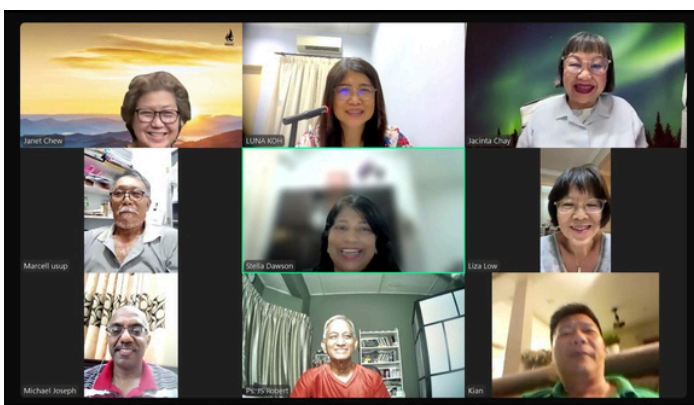 Janet Chew
LUNA KOH
Jacinta Chay
Marcell usup
Stella Dawson
Liza Low
Michael Joseph
Ps. JS Robert
Kian